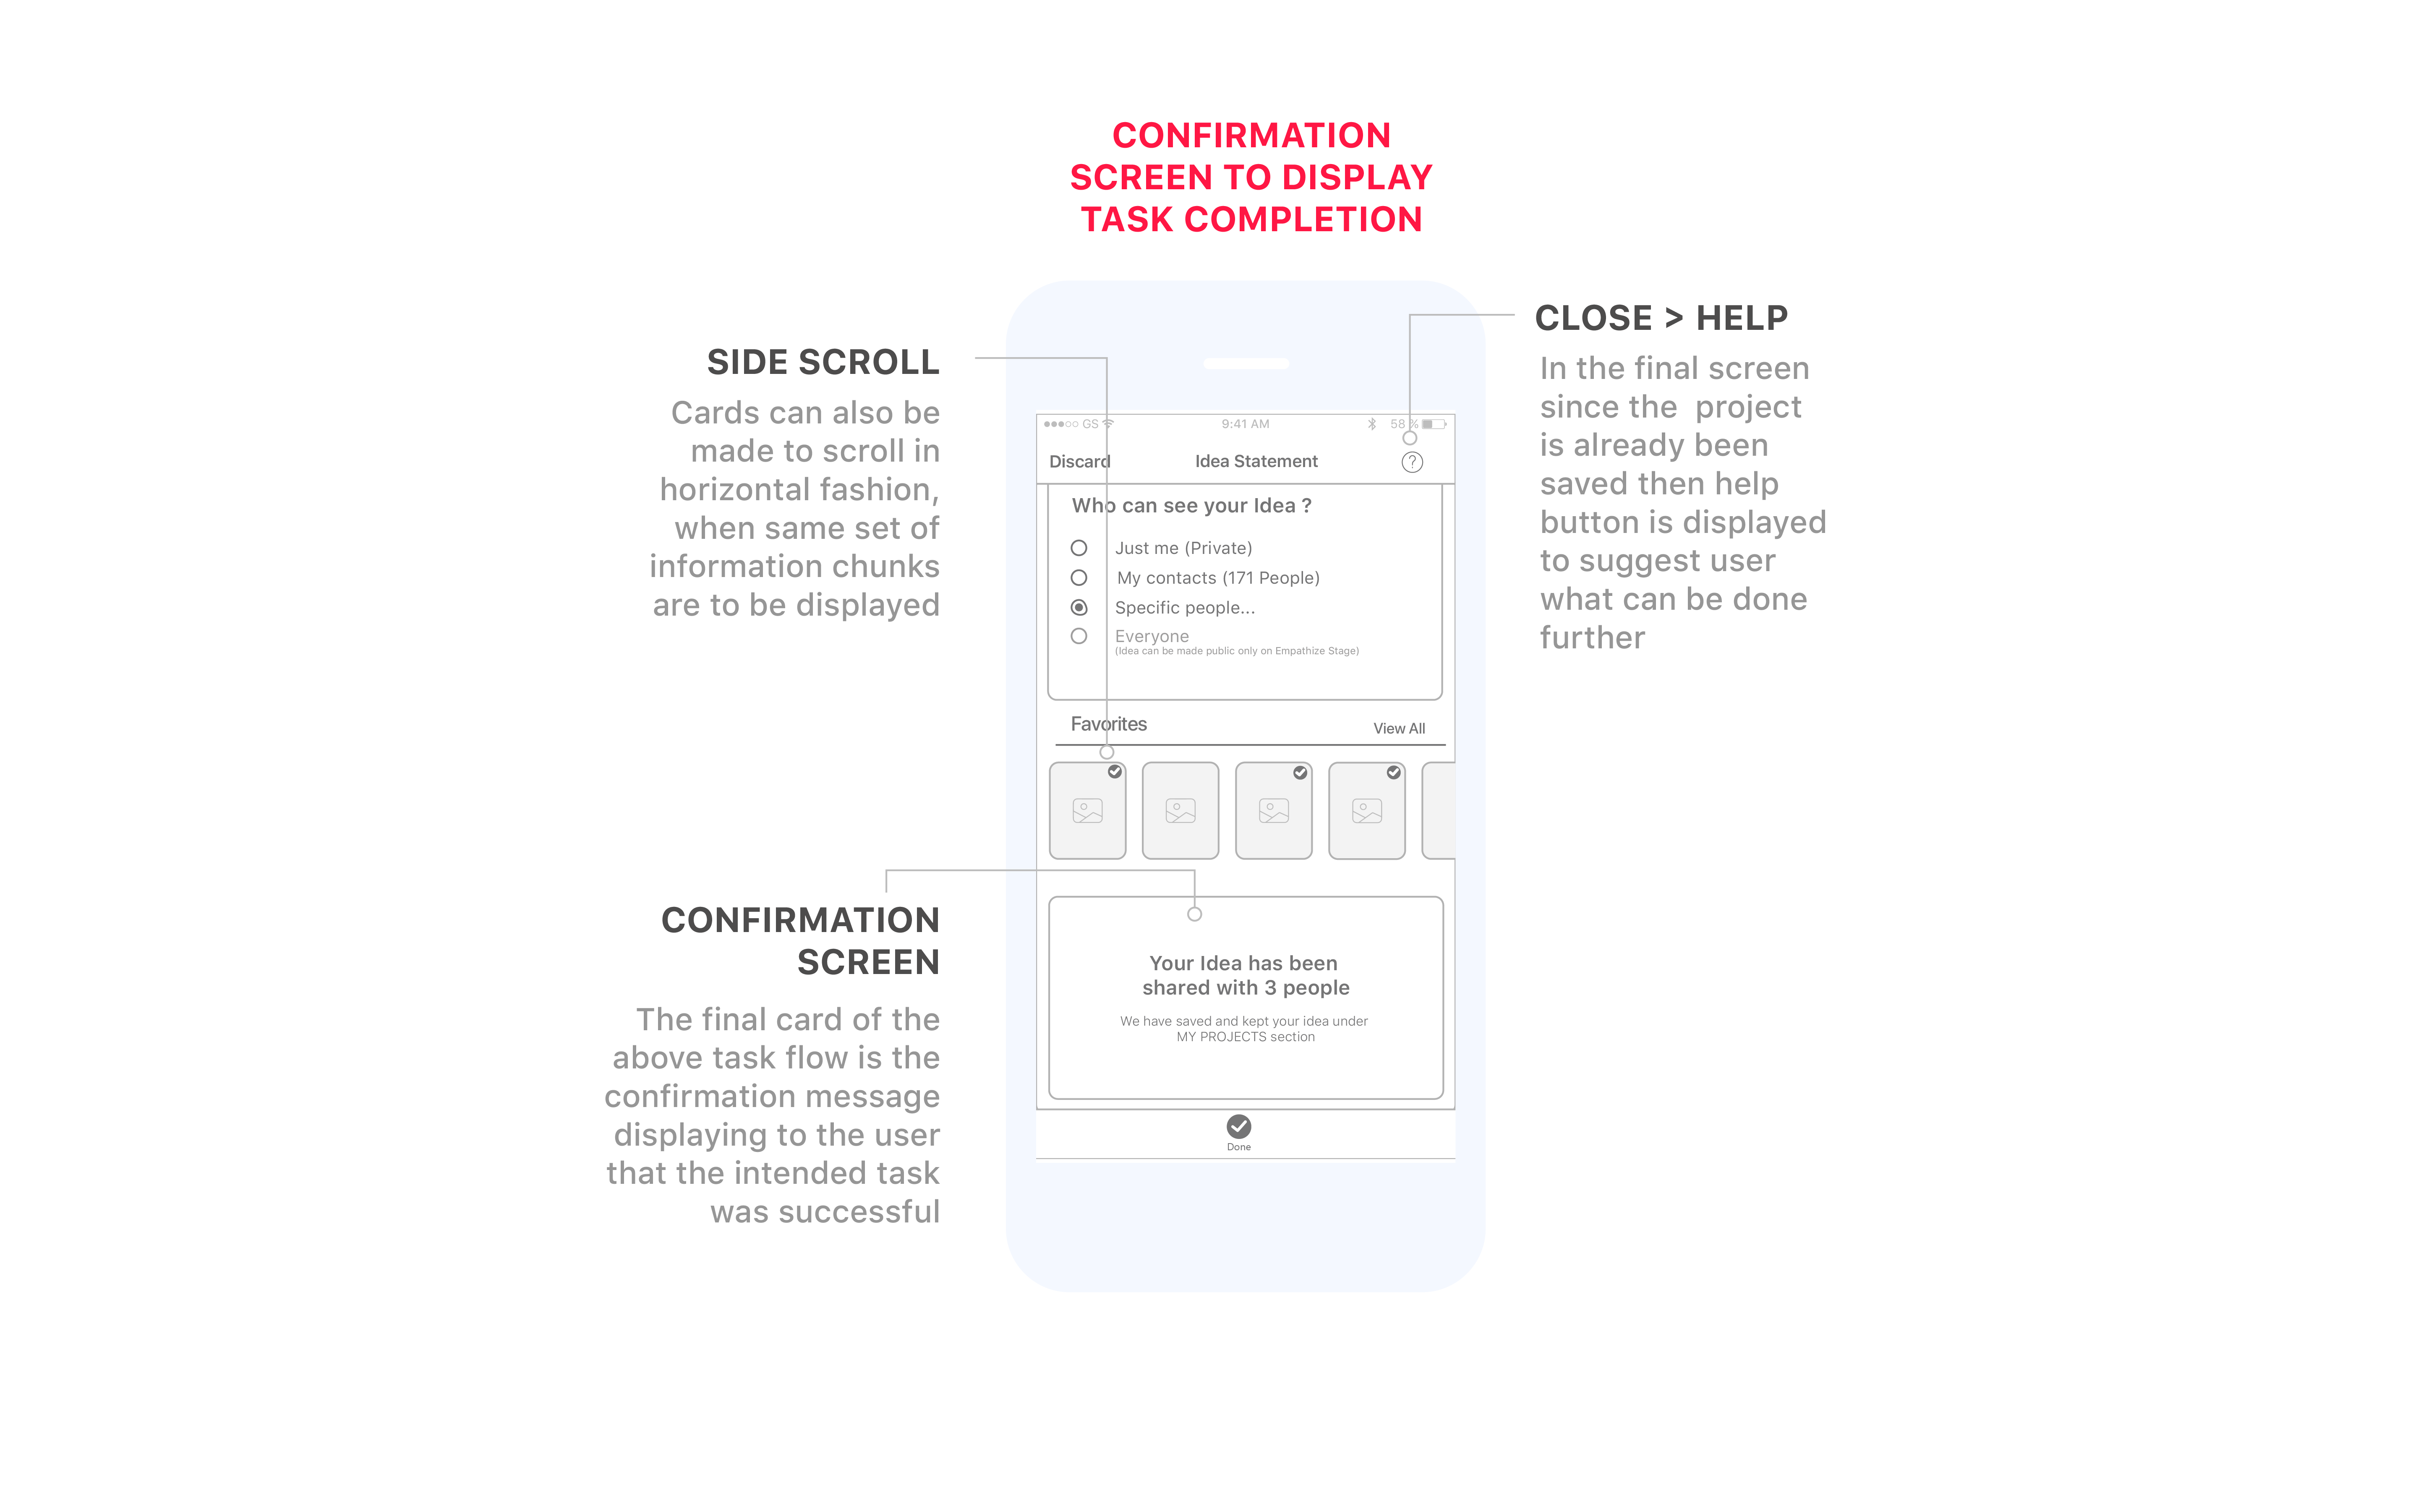 CONFIRMATION
SCREEN TO DISPLAY
TASK COMPLETION
SIDE SCROLL
Cards can also be
made to scroll in
horizontal fashion,
when same set of
information chunks
are to be displayed
CLOSE > HELP
In the final screen
since the  project
is already been
saved then help
button is displayed
to suggest user
what can be done
further
GS 9:41 AM 58 %
Discard Idea Statement ?
Who can see your Idea ?
Just me (Private)
My contacts (171 People)
Specific people...
Everyone
(Idea can be made public only on Empathize Stage)
Favorites View All
CONFIRMATION
SCREEN
The final card of the
above task flow is the
confirmation message
displaying to the user
that the intended task
was successful
Your Idea has been
shared with 3 people
We have saved and kept your idea under
MY PROJECTS section
Done